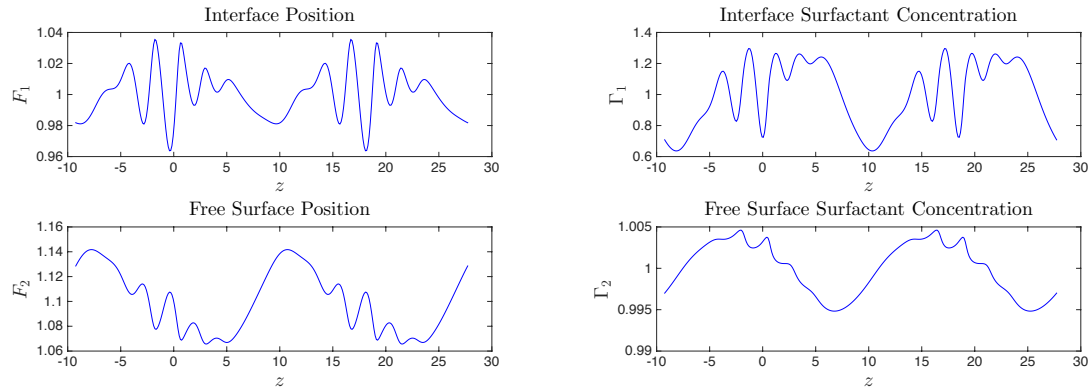 Interface Position
F₁
1.04
1.02
1
0.98
0.96
-10 -5 0 5 10 15 20 25 30
z
Interface Surfactant Concentration
Γ₁
1.4
1.2
1
0.8
0.6
-10 -5 0 5 10 15 20 25 30
z
Free Surface Position
F₂
1.16
1.14
1.12
1.10
1.08
1.06
-10 -5 0 5 10 15 20 25 30
z
Free Surface Surfactant Concentration
Γ₂
1.005
1
0.995
0.99
-10 -5 0 5 10 15 20 25 30
z